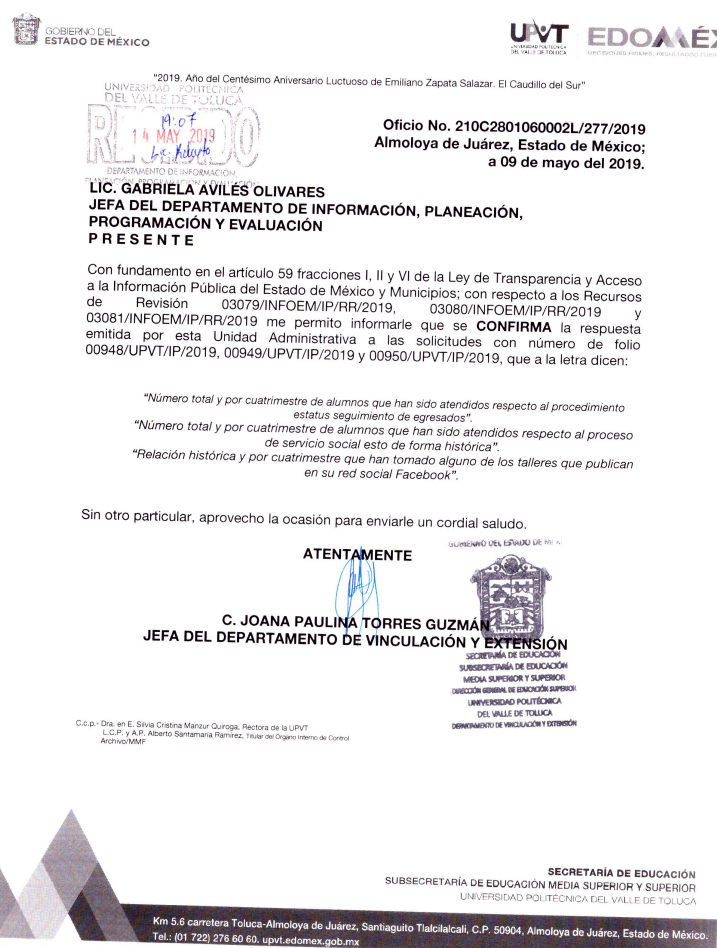 GOBIERNO DEL
ESTADO DE MÉXICO
UPVT
UNIVERSIDAD POLITÉCNICA
DEL VALLE DE TOLUCA
EDOMÉX
"2019. Año del Centésimo Aniversario Luctuoso de Emiliano Zapata Salazar. El Caudillo del Sur"
UNIVERSIDAD POLITÉCNICA
DEL VALLE DE TOLUCA
RECIBIDO
19:07
14 MAY 2019
Lic.
DEPARTAMENTO DE INFORMACIÓN
PLANEACIÓN, PROGRAMACIÓN Y EVALUACIÓN
Oficio No. 210C2801060002L/277/2019
Almoloya de Juárez, Estado de México;
a 09 de mayo del 2019.
LIC. GABRIELA AVILÉS OLIVARES
JEFA DEL DEPARTAMENTO DE INFORMACIÓN, PLANEACIÓN,
PROGRAMACIÓN Y EVALUACIÓN
P R E S E N T E
Con fundamento en el artículo 59 fracciones I, II y VI de la Ley de Transparencia y Acceso
a la Información Pública del Estado de México y Municipios; con respecto a los Recursos
de Revisión 03079/INFOEM/IP/RR/2019, 03080/INFOEM/IP/RR/2019 y
03081/INFOEM/IP/RR/2019 me permito informarle que se CONFIRMA la respuesta
emitida por esta Unidad Administrativa a las solicitudes con número de folio
00948/UPVT/IP/2019, 00949/UPVT/IP/2019 y 00950/UPVT/IP/2019, que a la letra dicen:
"Número total y por cuatrimestre de alumnos que han sido atendidos respecto al procedimiento
estatus seguimiento de egresados".
"Número total y por cuatrimestre de alumnos que han sido atendidos respecto al proceso
de servicio social esto de forma histórica".
"Relación histórica y por cuatrimestre que han tomado alguno de los talleres que publican
en su red social Facebook".
Sin otro particular, aprovecho la ocasión para enviarle un cordial saludo.
ATENTAMENTE
C. JOANA PAULINA TORRES GUZMÁN
JEFA DEL DEPARTAMENTO DE VINCULACIÓN Y EXTENSIÓN
GOBIERNO DEL ESTADO DE MÉ
SECRETARÍA DE EDUCACIÓN
SUBSECRETARÍA DE EDUCACIÓN
MEDIA SUPERIOR Y SUPERIOR
DIRECCIÓN GENERAL DE EDUCACIÓN SUPERIOR
UNIVERSIDAD POLITÉCNICA
DEL VALLE DE TOLUCA
DEPARTAMENTO DE VINCULACIÓN Y EXTENSIÓN
C.c.p.- Dra. en E. Silvia Cristina Manzur Quiroga, Rectora de la UPVT
L.C.P. y A.P. Alberto Santamaría Ramírez, Titular del Órgano Interno de Control
Archivo/MMF
SECRETARÍA DE EDUCACIÓN
SUBSECRETARÍA DE EDUCACIÓN MEDIA SUPERIOR Y SUPERIOR
UNIVERSIDAD POLITÉCNICA DEL VALLE DE TOLUCA
Km 5.6 carretera Toluca-Almoloya de Juárez, Santiaguito Tlalcilalcali, C.P. 50904, Almoloya de Juárez, Estado de México.
Tel.: (01 722) 276 60 60. upvt.edomex.gob.mx